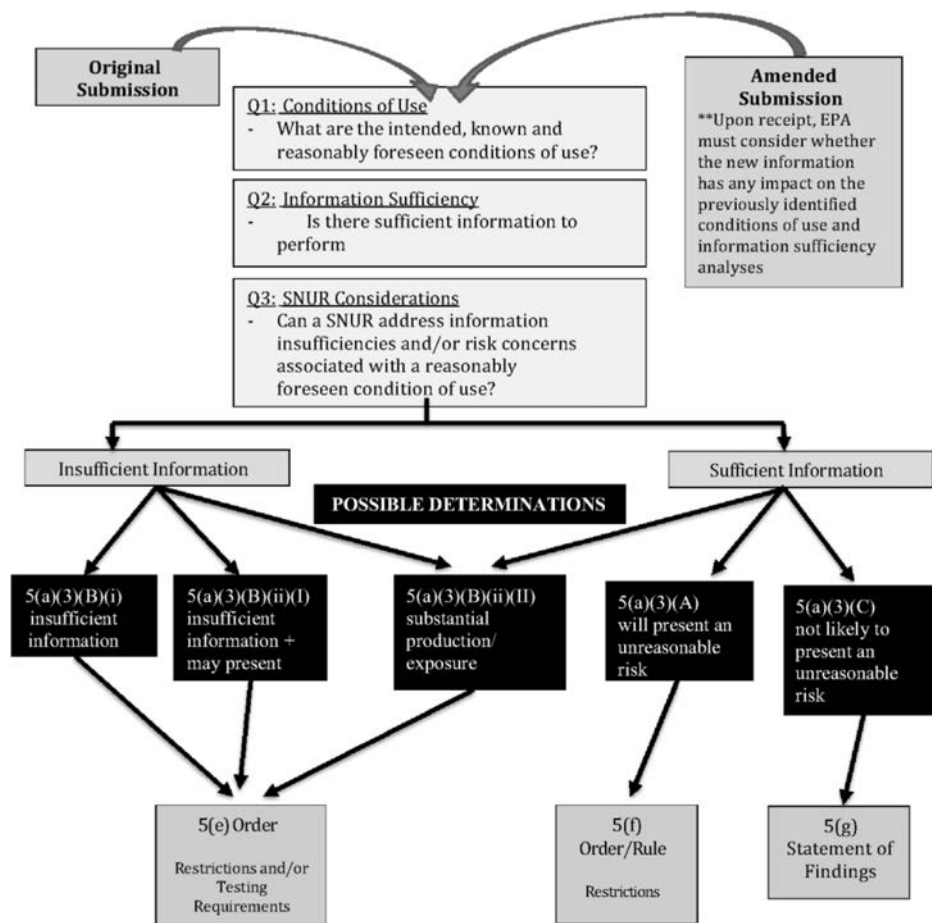 Original
Submission
Amended
Submission
**Upon receipt, EPA
must consider whether
the new information
has any impact on the
previously identified
conditions of use and
information sufficiency
analyses
Q1: Conditions of Use
- What are the intended, known and
reasonably foreseen conditions of use?
Q2: Information Sufficiency
- Is there sufficient information to
perform
Q3: SNUR Considerations
- Can a SNUR address information
insufficiencies and/or risk concerns
associated with a reasonably
foreseen condition of use?
Insufficient Information
Sufficient Information
POSSIBLE DETERMINATIONS
5(a)(3)(B)(i)
insufficient
information
5(a)(3)(B)(ii)(I)
insufficient
information +
may present
5(a)(3)(B)(ii)(II)
substantial
production/
exposure
5(a)(3)(A)
will present an
unreasonable
risk
5(a)(3)(C)
not likely to
present an
unreasonable
risk
5(e) Order
Restrictions and/or
Testing
Requirements
5(f)
Order/Rule
Restrictions
5(g)
Statement of
Findings